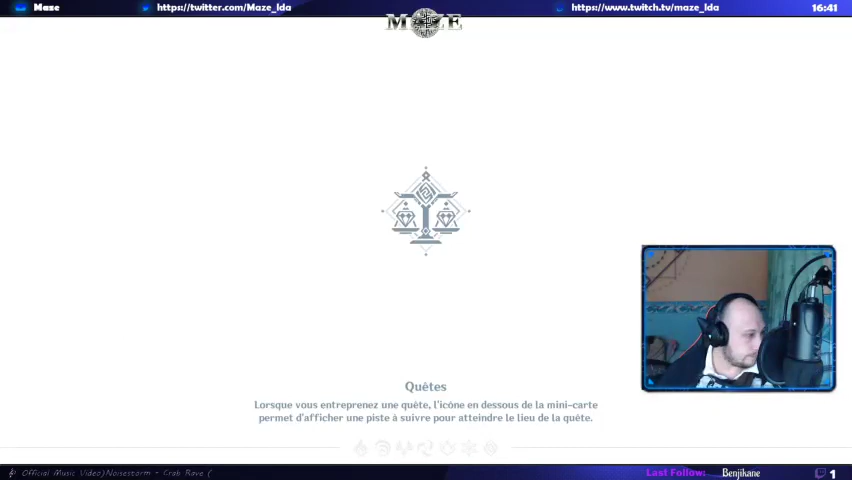 Maze
https://twitter.com/Maze_lda
https://www.twitch.tv/maze_lda
16:41
MAZE
Quêtes
Lorsque vous entreprenez une quête, l'icône en dessous de la mini-carte
permet d'afficher une piste à suivre pour atteindre le lieu de la quête.
Official Music Video)Noisestorm - Crab Rave (
Last Follow:
Benjikane
1